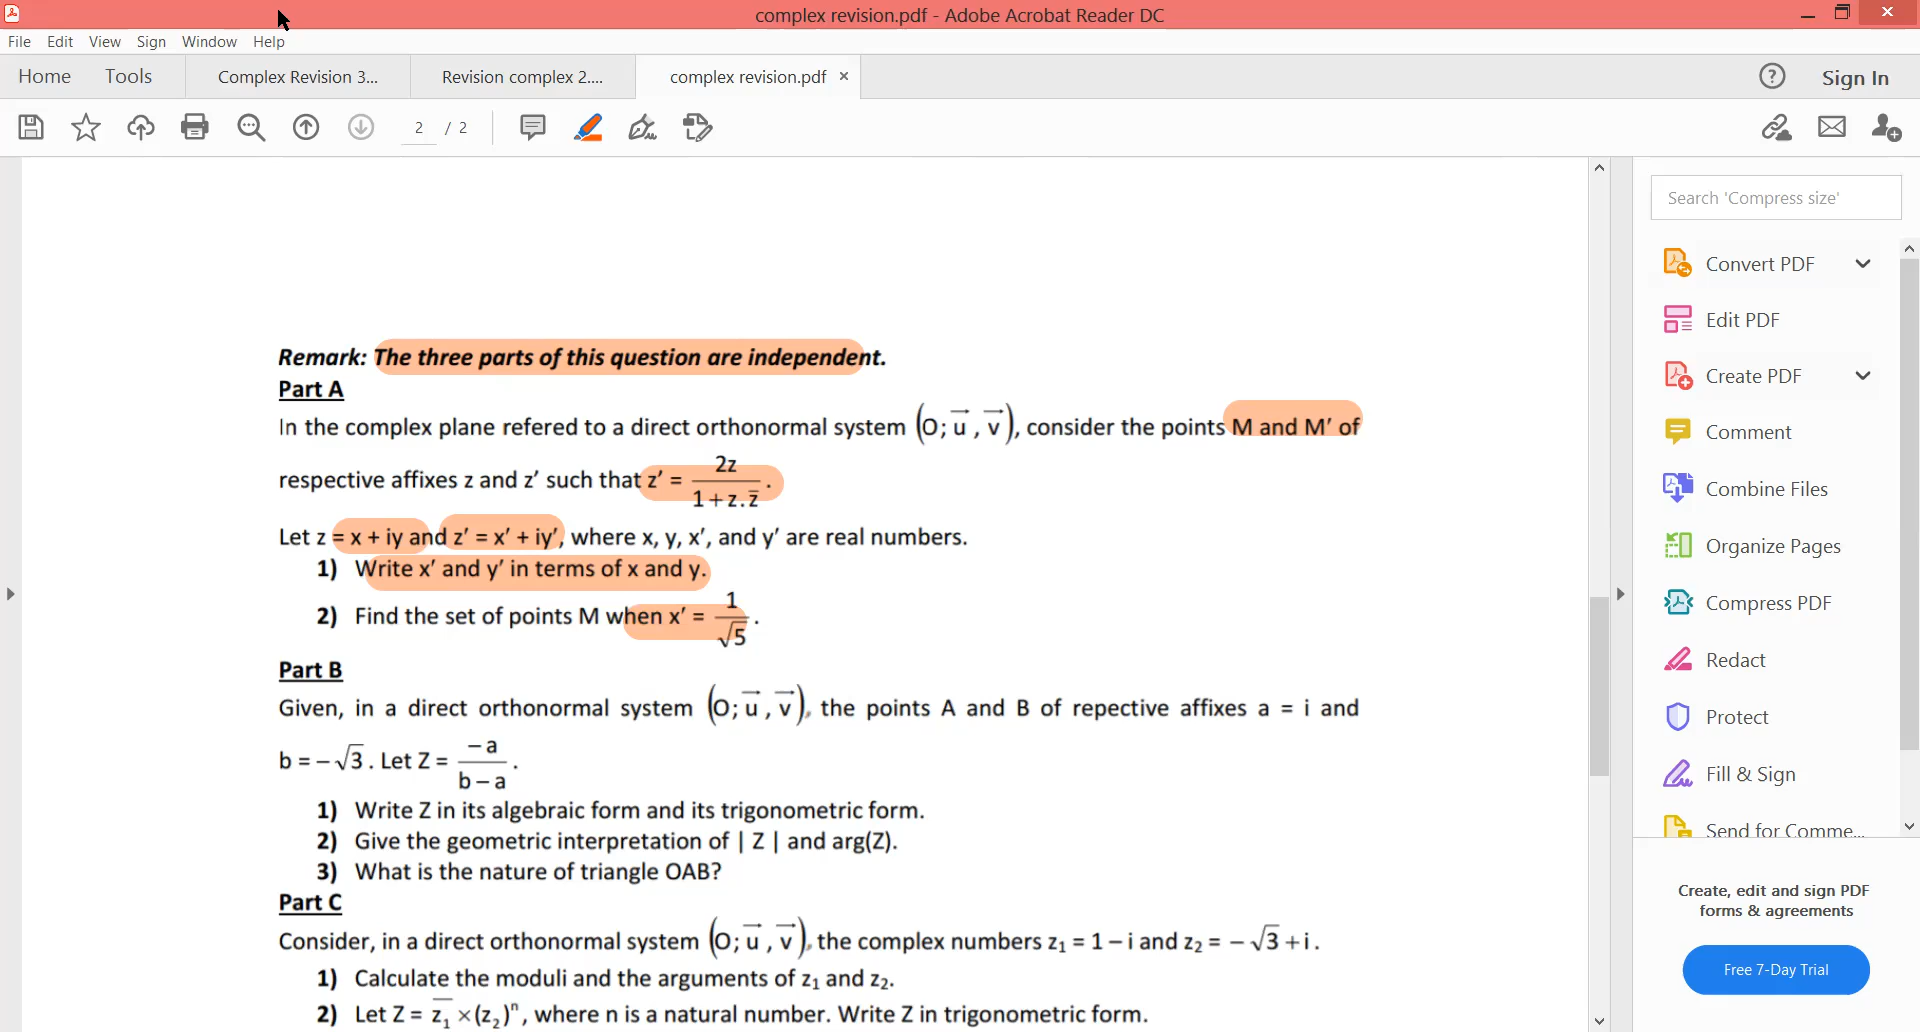 complex revision.pdf - Adobe Acrobat Reader DC
File Edit View Sign Window Help
Home Tools Complex Revision 3... Revision complex 2.... complex revision.pdf × Sign In
2 / 2
Search 'Compress size'
Convert PDF
Edit PDF
Create PDF
Comment
Combine Files
Organize Pages
Compress PDF
Redact
Protect
Fill & Sign
Send for Comme...
Create, edit and sign PDF
forms & agreements
Free 7-Day Trial
Remark: The three parts of this question are independent.
Part A
In the complex plane refered to a direct orthonormal system (O; u⃗ , v⃗ ), consider the points M and M′ of
respective affixes z and z′ such that z′ = 2z / (1 + z. z̄) .
Let z = x + iy and z′ = x′ + iy′, where x, y, x′, and y′ are real numbers.
1) Write x′ and y′ in terms of x and y.
2) Find the set of points M when x′ = 1 / √5 .
Part B
Given, in a direct orthonormal system (O; u⃗ , v⃗ ), the points A and B of repective affixes a = i and
b = – √3 . Let Z = – a / (b – a) .
1) Write Z in its algebraic form and its trigonometric form.
2) Give the geometric interpretation of | Z | and arg(Z).
3) What is the nature of triangle OAB?
Part C
Consider, in a direct orthonormal system (O; u⃗ , v⃗ ), the complex numbers z₁ = 1 – i and z₂ = – √3 + i .
1) Calculate the moduli and the arguments of z₁ and z₂.
2) Let Z = z̄₁ × (z₂)ⁿ , where n is a natural number. Write Z in trigonometric form.